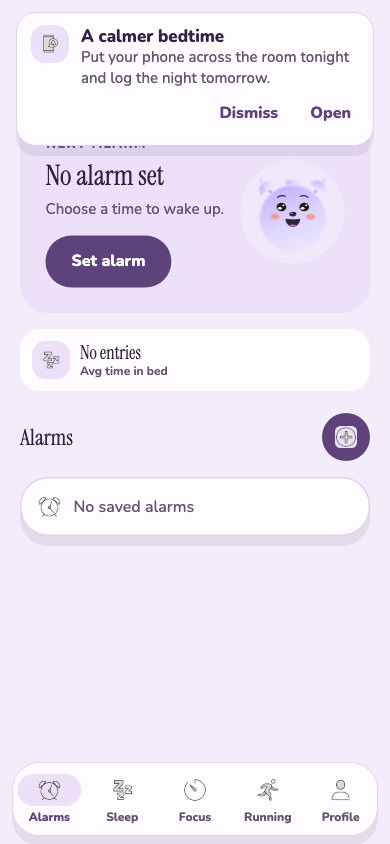 A calmer bedtime
Put your phone across the room tonight
and log the night tomorrow.
Dismiss
Open
NEXT ALARM
No alarm set
Choose a time to wake up.
Set alarm
No entries
Avg time in bed
Alarms
No saved alarms
Alarms
Sleep
Focus
Running
Profile